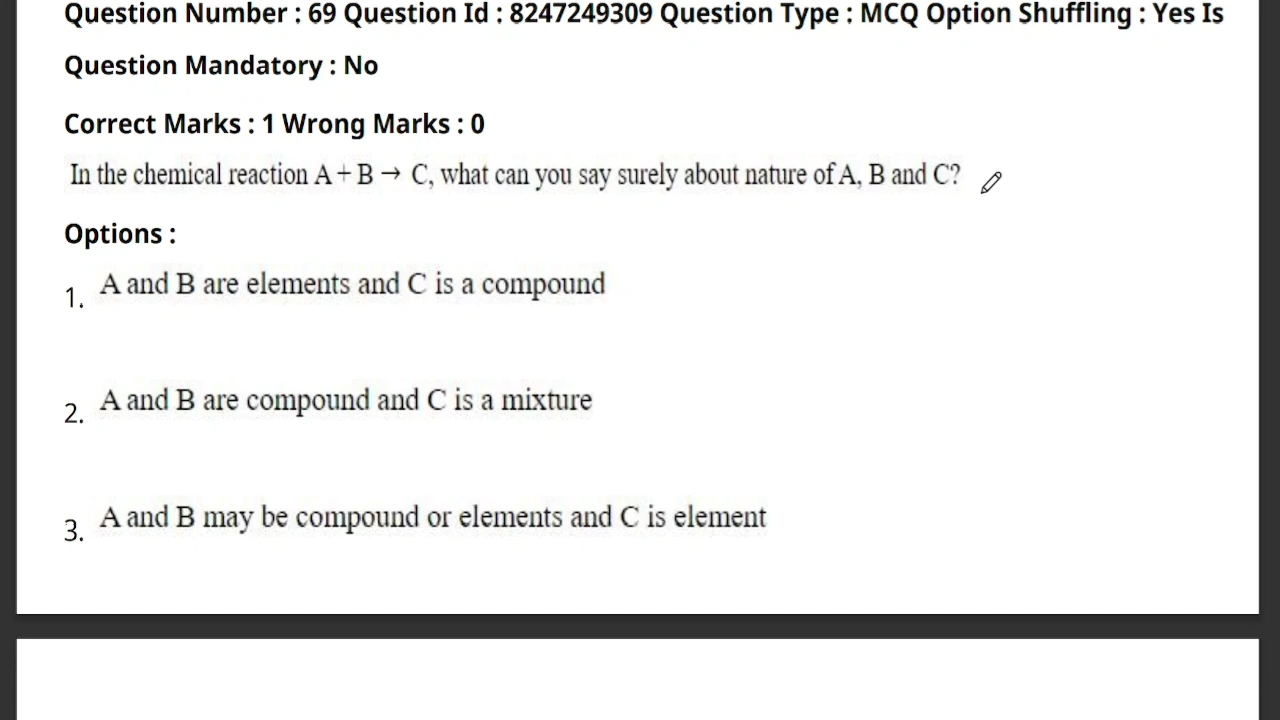 Question Number : 69 Question Id : 8247249309 Question Type : MCQ Option Shuffling : Yes Is
Question Mandatory : No
Correct Marks : 1 Wrong Marks : 0
In the chemical reaction A + B → C, what can you say surely about nature of A, B and C?
Options :
1. A and B are elements and C is a compound
2. A and B are compound and C is a mixture
3. A and B may be compound or elements and C is element